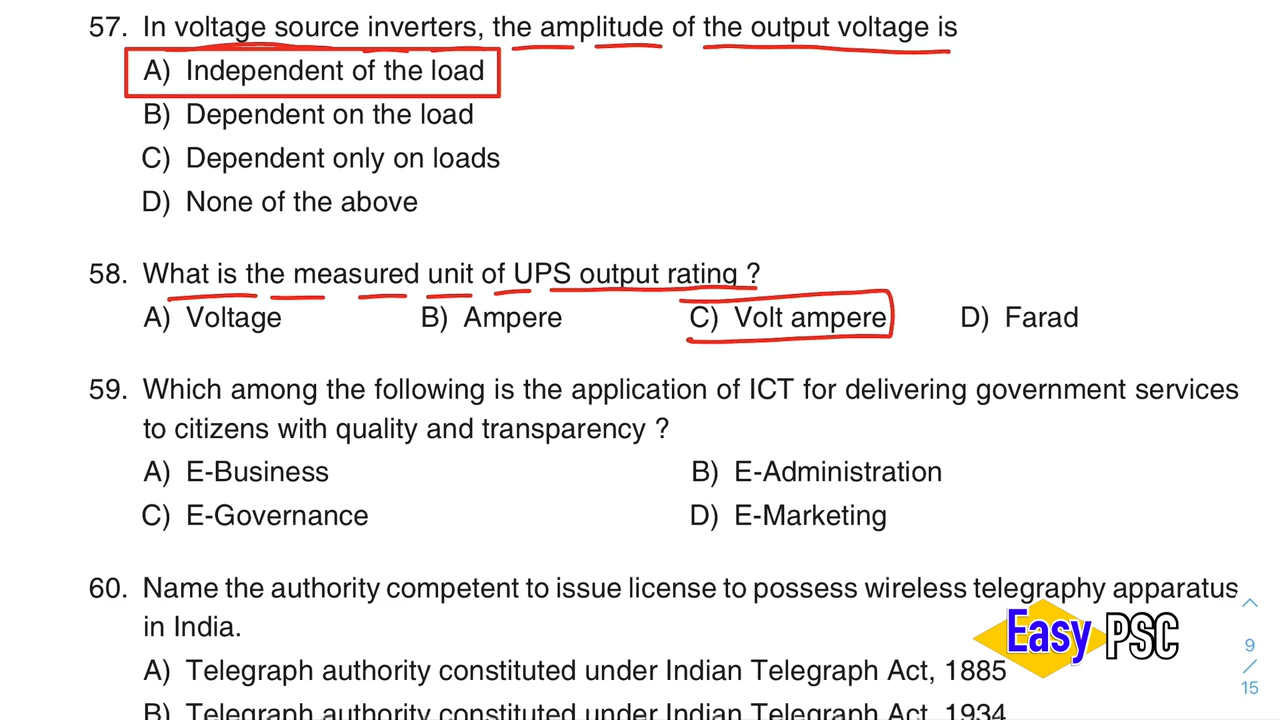 57. In voltage source inverters, the amplitude of the output voltage is
A) Independent of the load
B) Dependent on the load
C) Dependent only on loads
D) None of the above
58. What is the measured unit of UPS output rating ?
A) Voltage B) Ampere C) Volt ampere D) Farad
59. Which among the following is the application of ICT for delivering government services
to citizens with quality and transparency ?
A) E-Business B) E-Administration
C) E-Governance D) E-Marketing
60. Name the authority competent to issue license to possess wireless telegraphy apparatus
in India.
Easy PSC
A) Telegraph authority constituted under Indian Telegraph Act, 1885
B) Telegraph authority constituted under Indian Telegraph Act, 1934
9
/
15